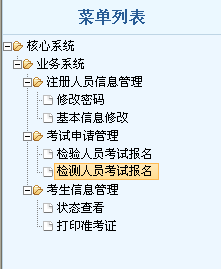 菜单列表
核心系统
业务系统
注册人员信息管理
修改密码
基本信息修改
考试申请管理
检验人员考试报名
检测人员考试报名
考生信息管理
状态查看
打印准考证